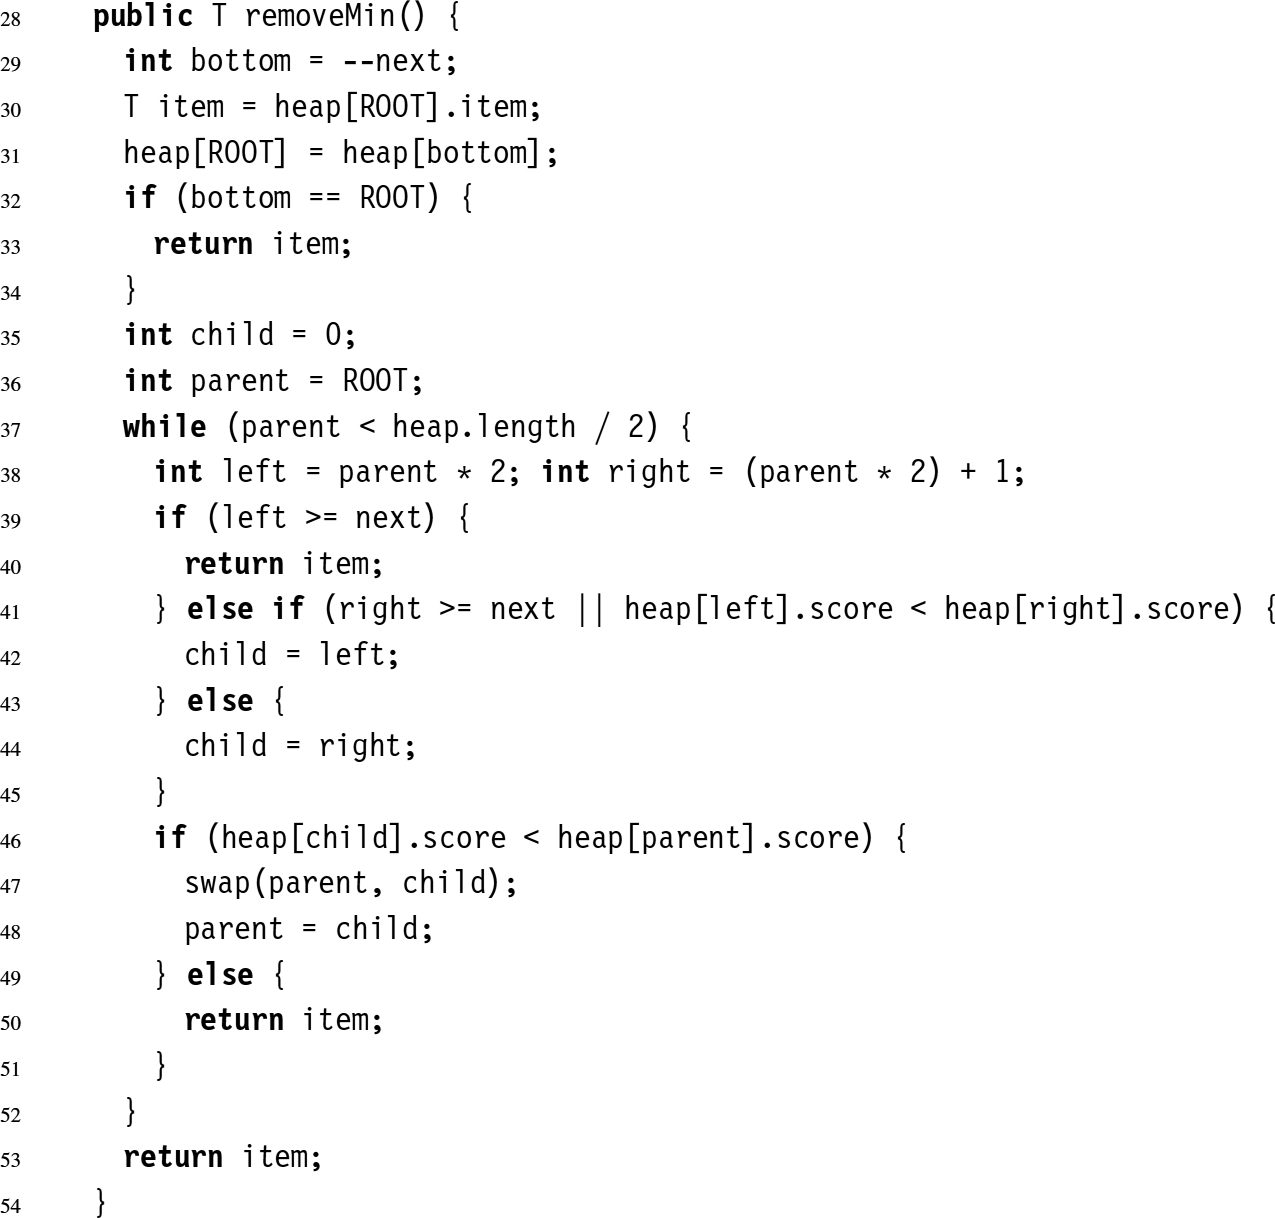 28 public T removeMin() {
29 int bottom = --next;
30 T item = heap[ROOT].item;
31 heap[ROOT] = heap[bottom];
32 if (bottom == ROOT) {
33 return item;
34 }
35 int child = 0;
36 int parent = ROOT;
37 while (parent < heap.length / 2) {
38 int left = parent * 2; int right = (parent * 2) + 1;
39 if (left >= next) {
40 return item;
41 } else if (right >= next || heap[left].score < heap[right].score) {
42 child = left;
43 } else {
44 child = right;
45 }
46 if (heap[child].score < heap[parent].score) {
47 swap(parent, child);
48 parent = child;
49 } else {
50 return item;
51 }
52 }
53 return item;
54 }